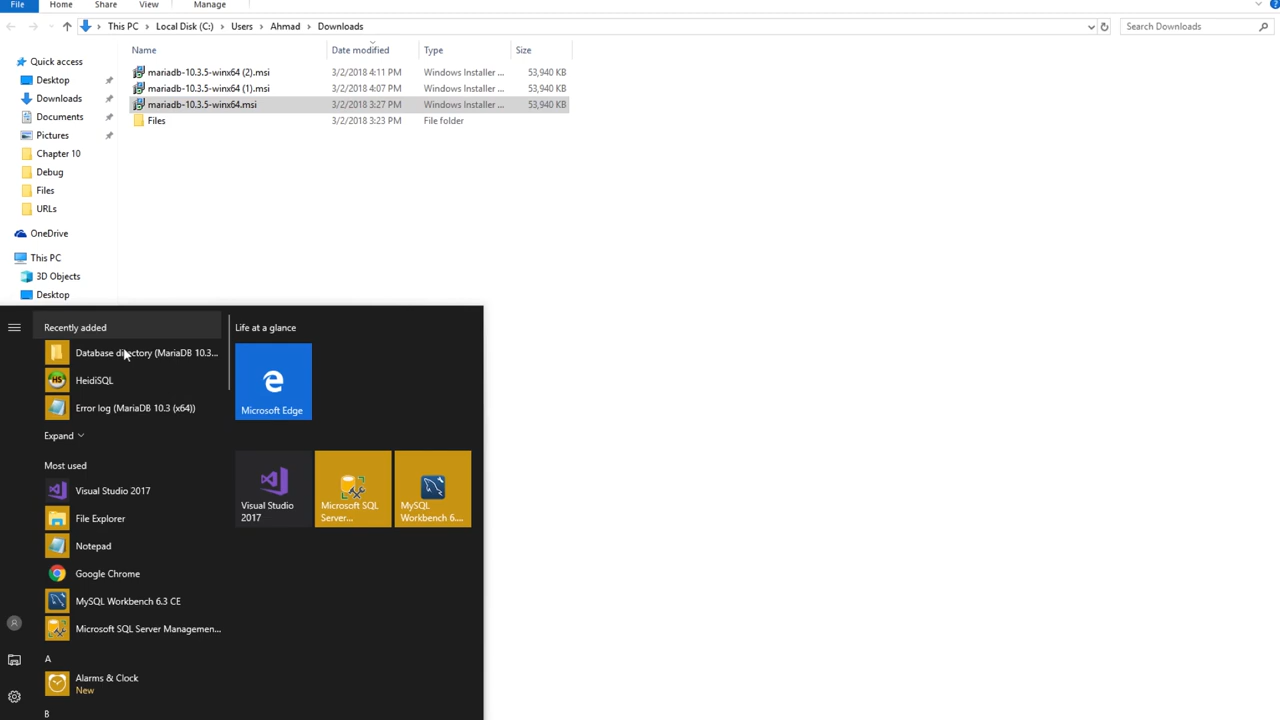 File Home Share View Manage
This PC > Local Disk (C:) > Users > Ahmad > Downloads
Search Downloads
Name Date modified Type Size
mariadb-10.3.5-winx64 (2).msi 3/2/2018 4:11 PM Windows Installer ... 53,940 KB
mariadb-10.3.5-winx64 (1).msi 3/2/2018 4:07 PM Windows Installer ... 53,940 KB
mariadb-10.3.5-winx64.msi 3/2/2018 3:27 PM Windows Installer ... 53,940 KB
Files 3/2/2018 3:23 PM File folder
Quick access
Desktop
Downloads
Documents
Pictures
Chapter 10
Debug
Files
URLs
OneDrive
This PC
3D Objects
Desktop
Recently added
Database directory (MariaDB 10.3...
HeidiSQL
Error log (MariaDB 10.3 (x64))
Expand
Most used
Visual Studio 2017
File Explorer
Notepad
Google Chrome
MySQL Workbench 6.3 CE
Microsoft SQL Server Managemen...
A
Alarms & Clock
New
B
Life at a glance
Microsoft Edge
Visual Studio
2017
Microsoft SQL
Server...
MySQL
Workbench 6....